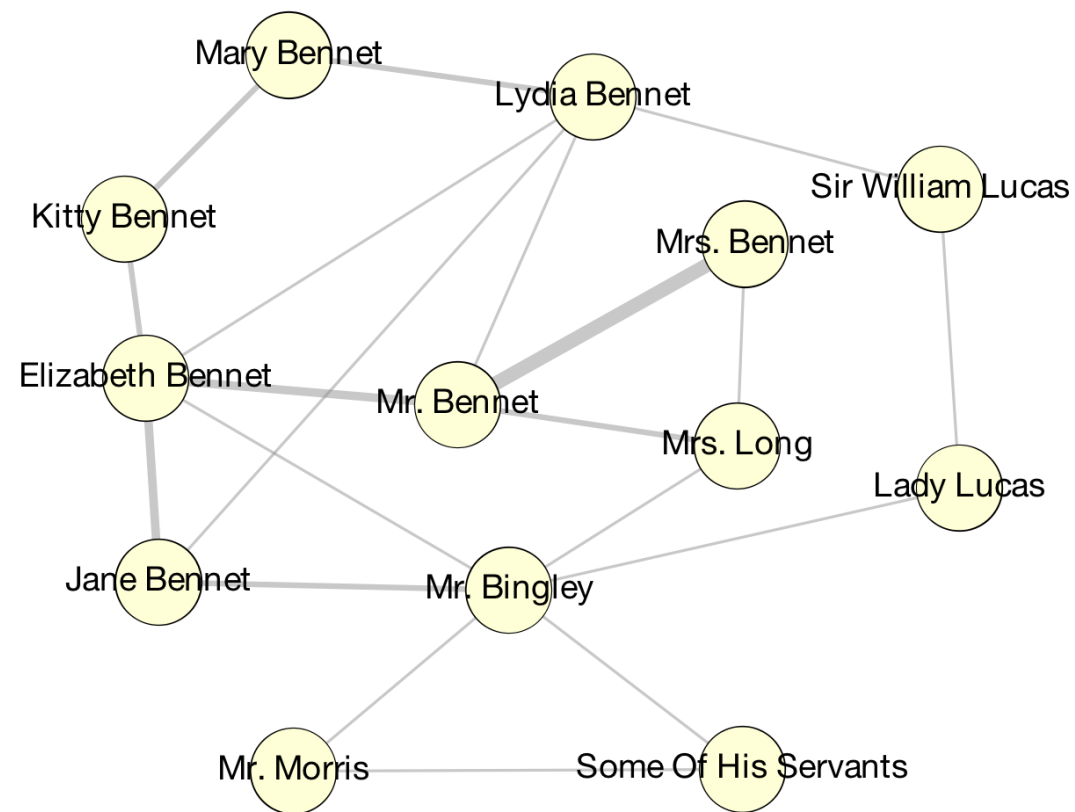 Mary Bennet
Lydia Bennet
Sir William Lucas
Kitty Bennet
Mrs. Bennet
Elizabeth Bennet
Mr. Bennet
Mrs. Long
Lady Lucas
Jane Bennet
Mr. Bingley
Mr. Morris
Some Of His Servants